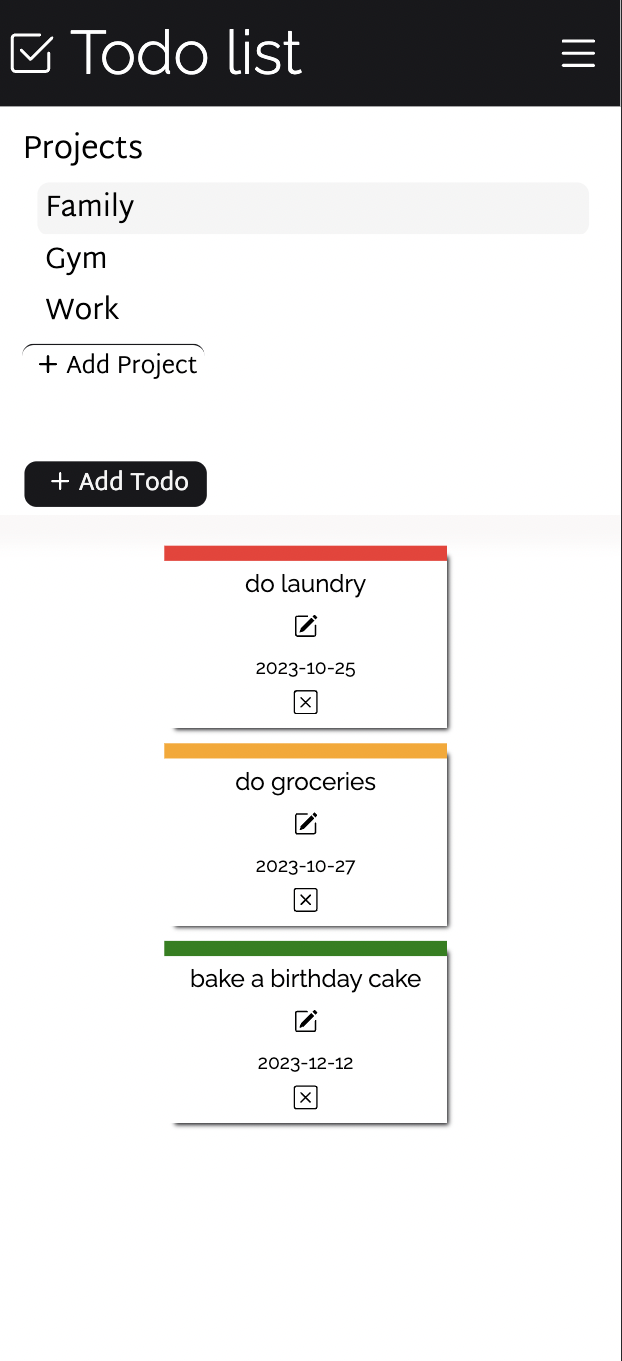 Todo list
Projects
Family
Gym
Work
+ Add Project
+ Add Todo
do laundry
2023-10-25
do groceries
2023-10-27
bake a birthday cake
2023-12-12